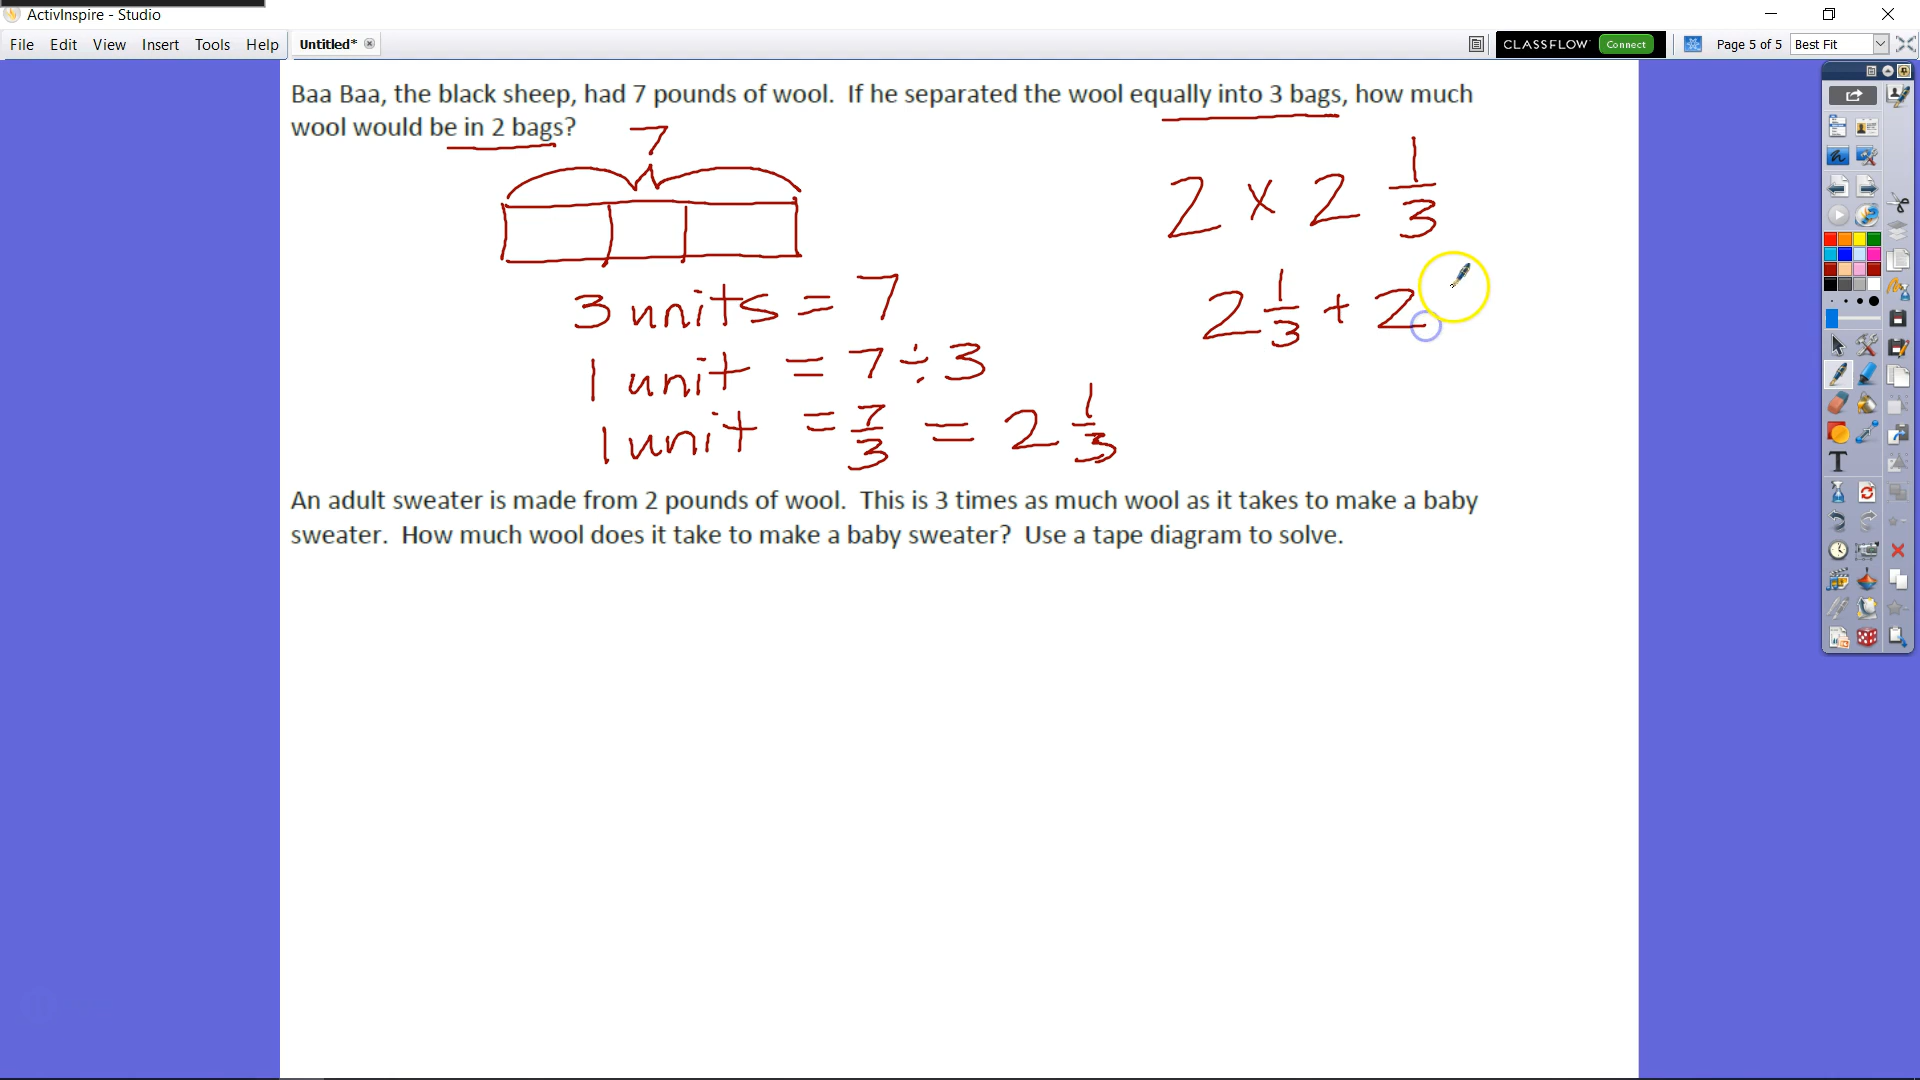 ActivInspire - Studio
File Edit View Insert Tools Help Untitled* CLASSFLOW Connect Page 5 of 5 Best Fit
Baa Baa, the black sheep, had 7 pounds of wool. If he separated the wool equally into 3 bags, how much
wool would be in 2 bags?
7
2 x 2 1/3
3 units = 7
2 1/3 + 2
1 unit = 7 ÷ 3
1 unit = 7/3 = 2 1/3
An adult sweater is made from 2 pounds of wool. This is 3 times as much wool as it takes to make a baby
sweater. How much wool does it take to make a baby sweater? Use a tape diagram to solve.
T